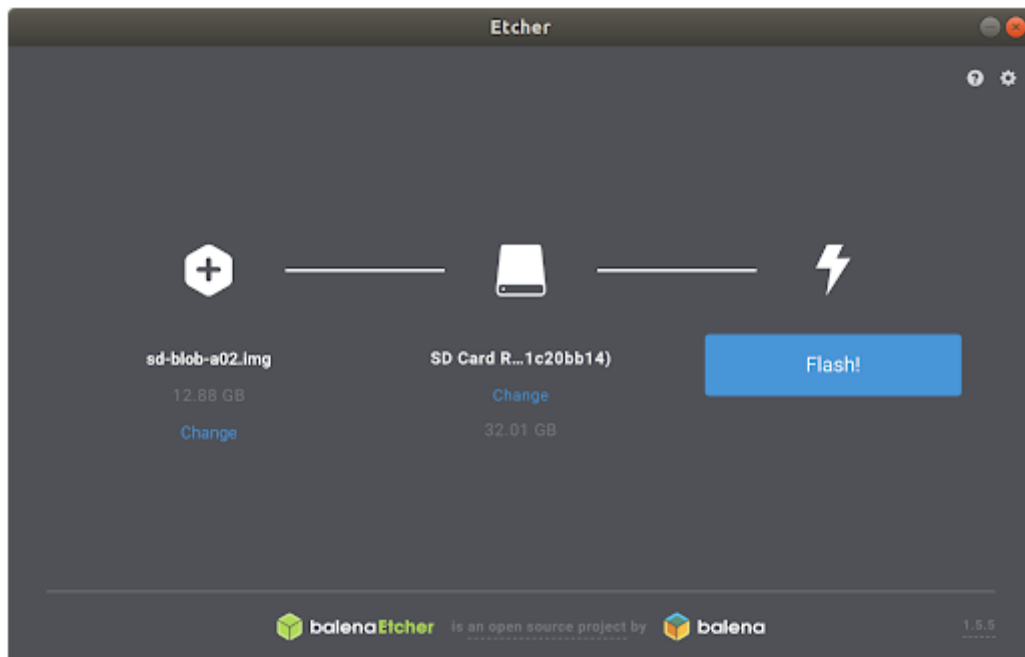 Etcher
sd-blob-a02.img
12.88 GB
Change
SD Card R...1c20bb14)
Change
32.01 GB
Flash!
balenaEtcher is an open source project by balena
1.5.5